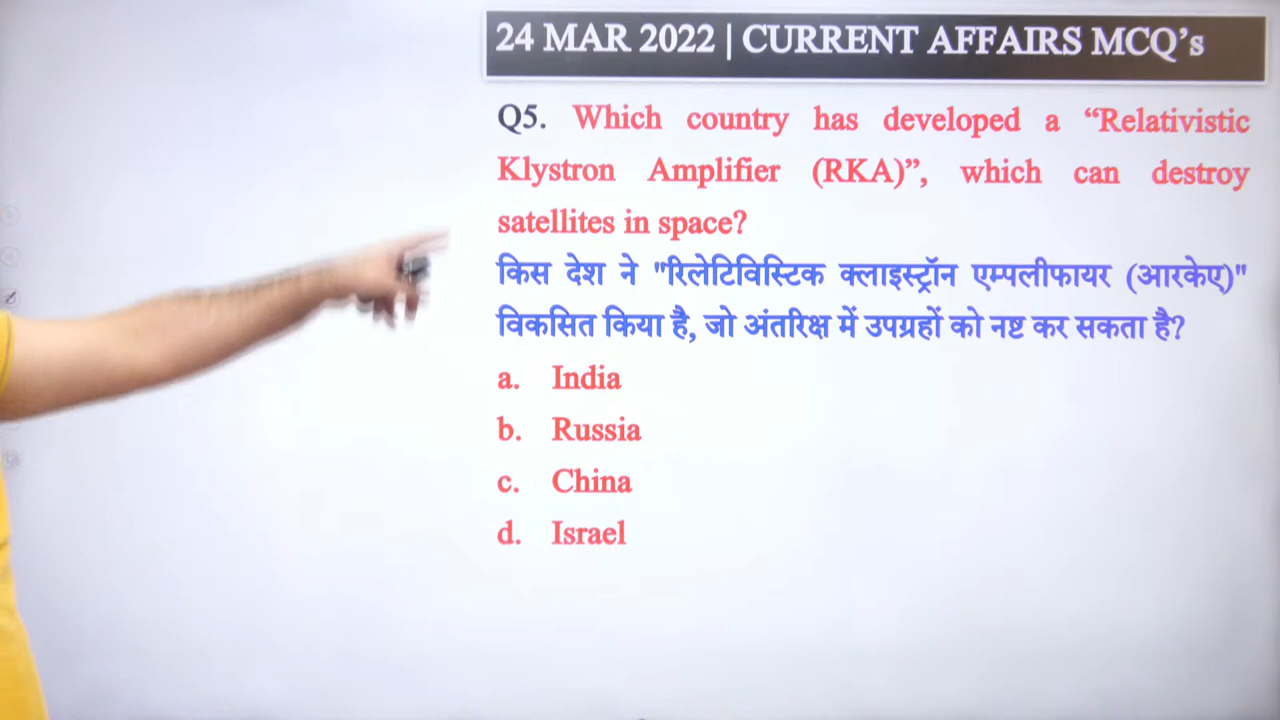 24 MAR 2022 | CURRENT AFFAIRS MCQ’s
Q5. Which country has developed a “Relativistic
Klystron Amplifier (RKA)”, which can destroy
satellites in space?
किस देश ने "रिलेटिविस्टिक क्लाइस्ट्रॉन एम्पलीफायर (आरकेए)"
विकसित किया है, जो अंतरिक्ष में उपग्रहों को नष्ट कर सकता है?
a. India
b. Russia
c. China
d. Israel